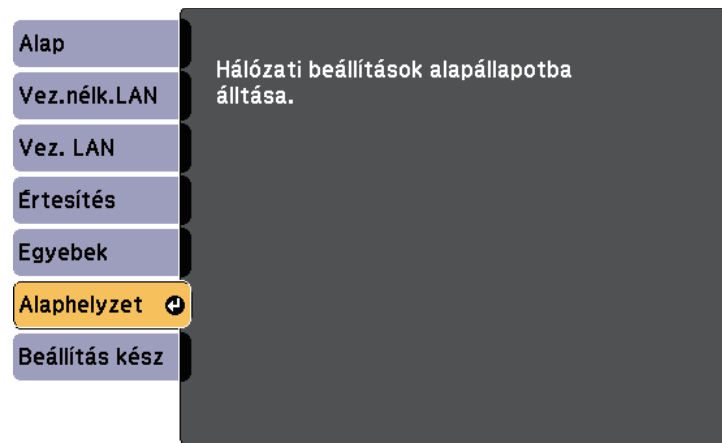 Alap
Vez.nélk.LAN
Vez. LAN
Értesítés
Egyebek
Alaphelyzet
Beállítás kész
Hálózati beállítások alapállapotba
álltása.